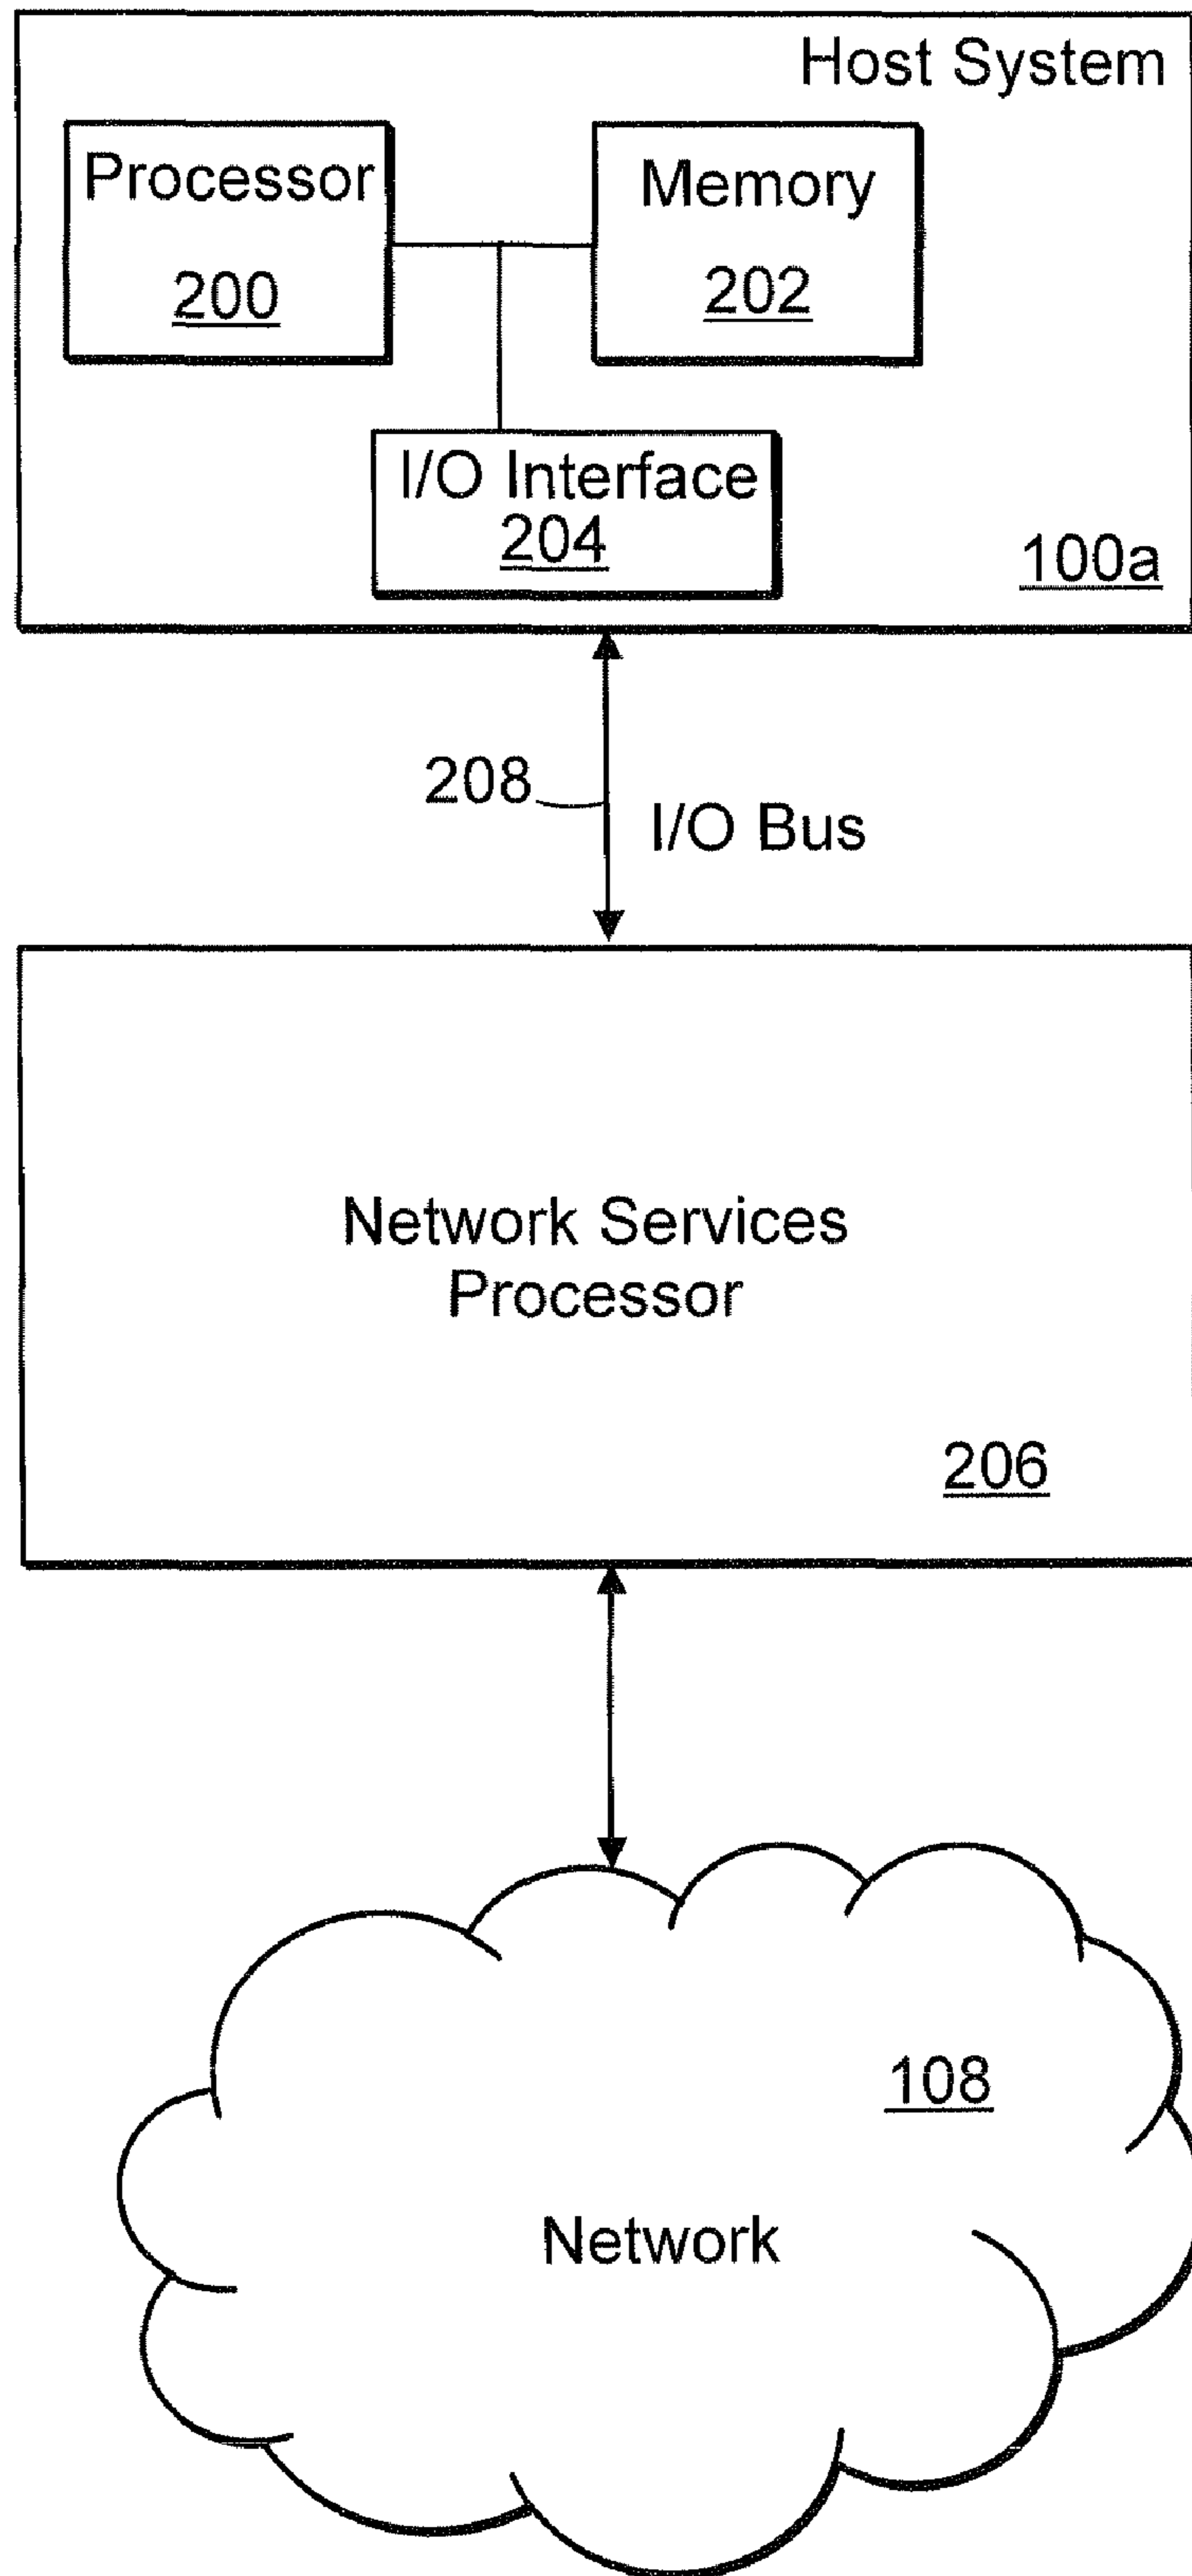 Host System
Processor
200
Memory
202
I/O Interface
204
100a
208
I/O Bus
Network Services
Processor
206
108
Network